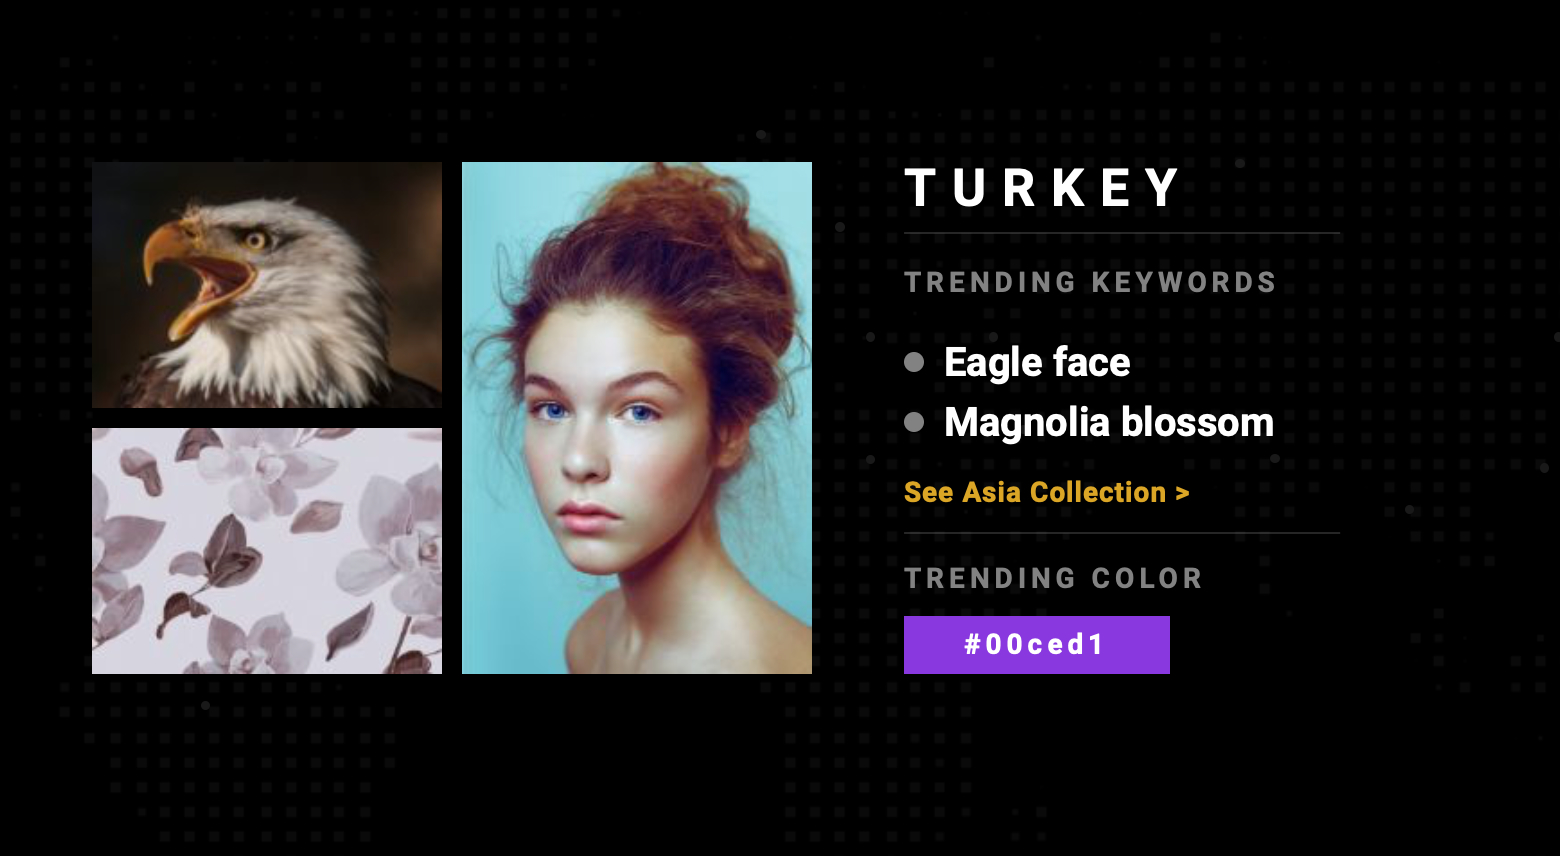 TURKEY
TRENDING KEYWORDS
Eagle face
Magnolia blossom
See Asia Collection >
TRENDING COLOR
#00ced1